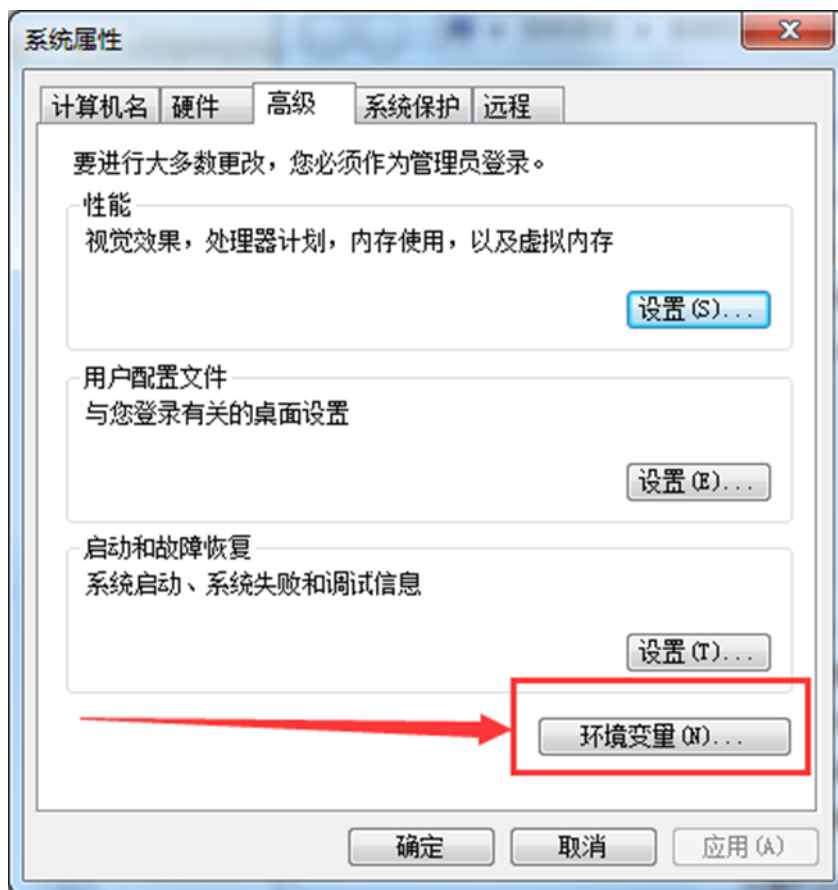 系统属性
计算机名 硬件 高级 系统保护 远程
要进行大多数更改，您必须作为管理员登录。
性能
视觉效果，处理器计划，内存使用，以及虚拟内存
设置(S)...
用户配置文件
与您登录有关的桌面设置
设置(E)...
启动和故障恢复
系统启动、系统失败和调试信息
设置(T)...
环境变量(N)...
确定 取消 应用(A)